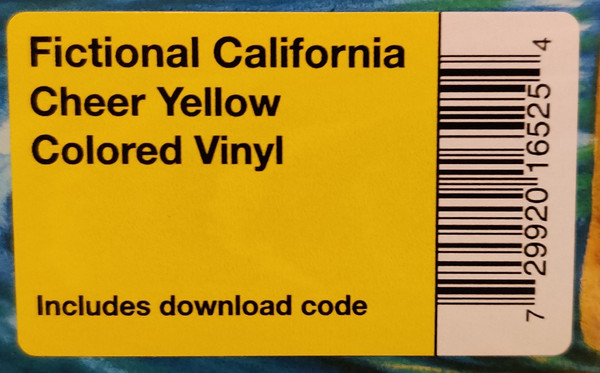 Fictional California
Cheer Yellow
Colored Vinyl
Includes download code
7 29920 16525 4